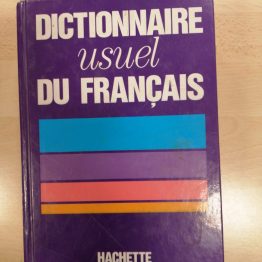 DICTIONNAIRE
usuel
DU FRANÇAIS
HACHETTE